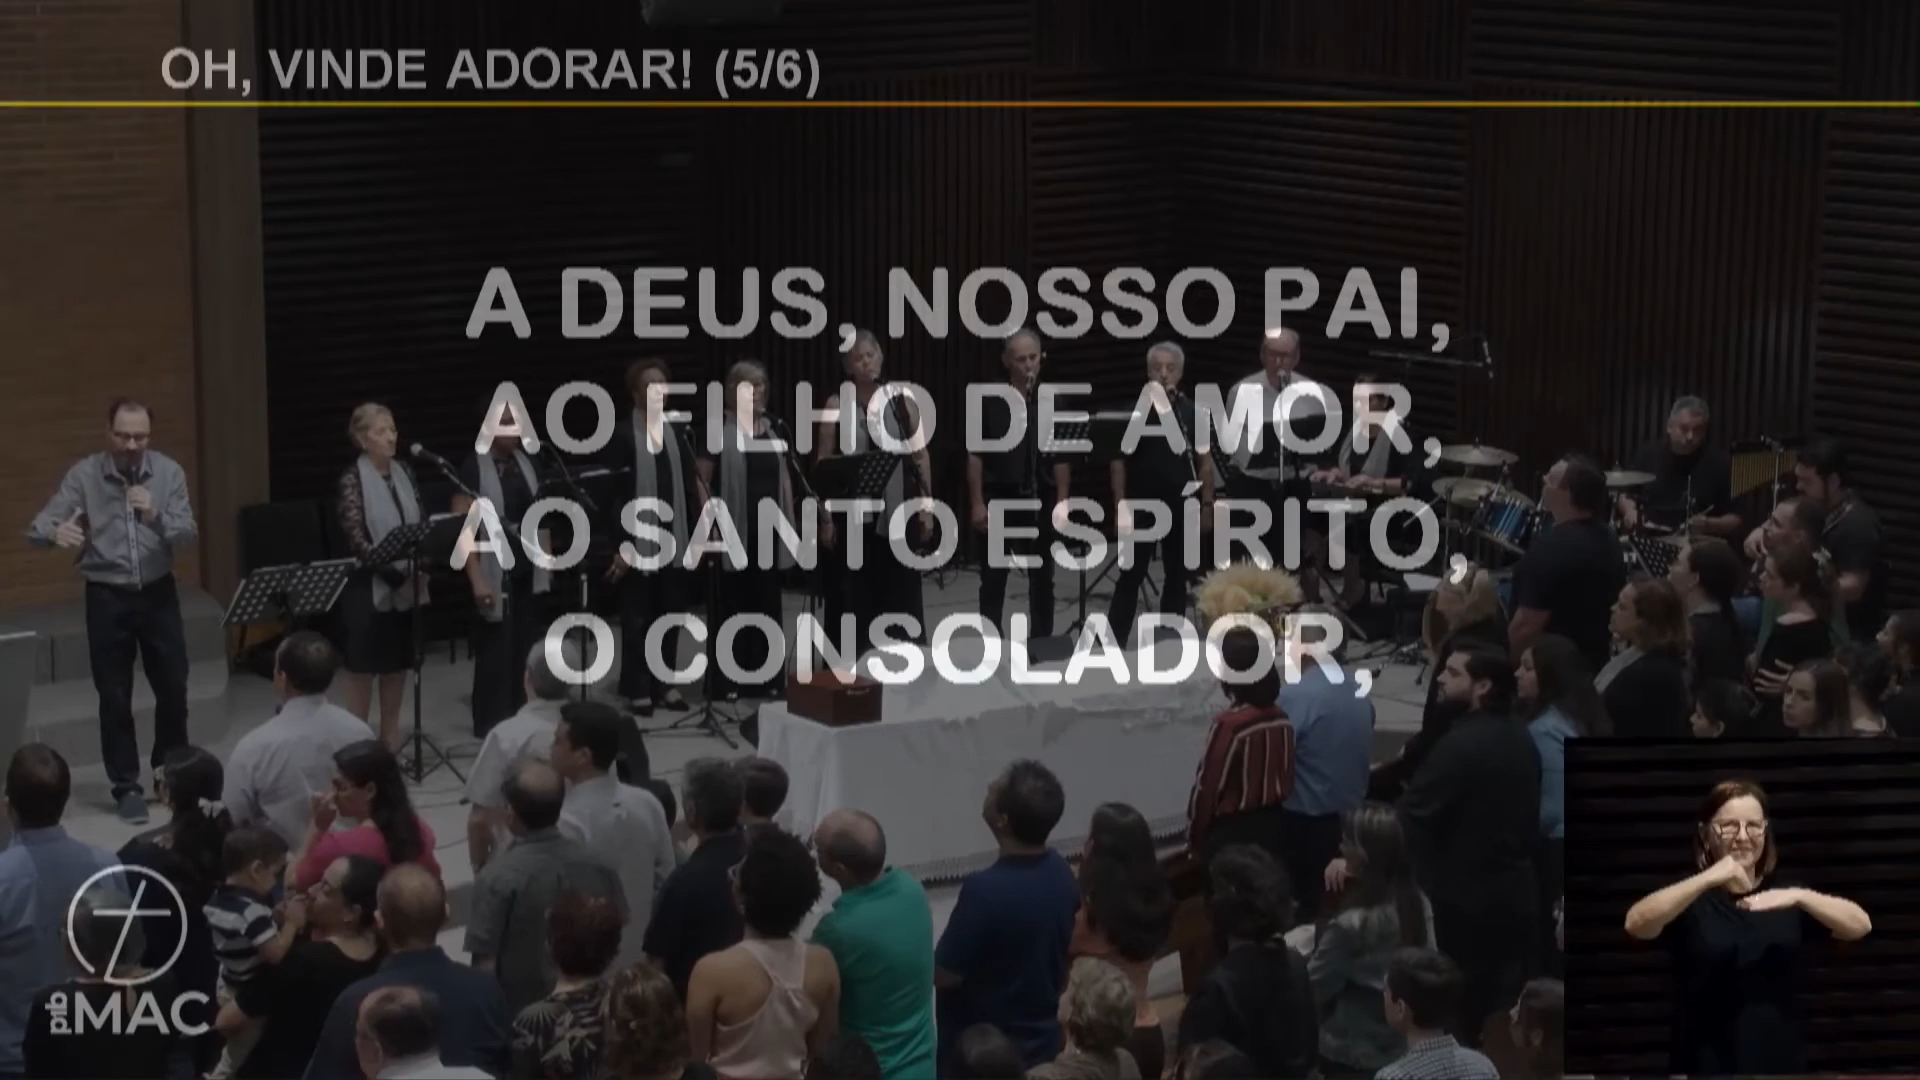 OH, VINDE ADORAR! (5/6)
A DEUS, NOSSO PAI,
AO FILHO DE AMOR,
AO SANTO ESPÍRITO,
O CONSOLADOR,
pib MAC